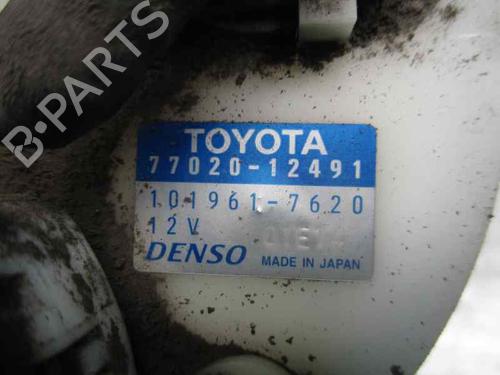 TOYOTA
77020-12491
101961-7620
12V
DENSO MADE IN JAPAN
B-PARTS